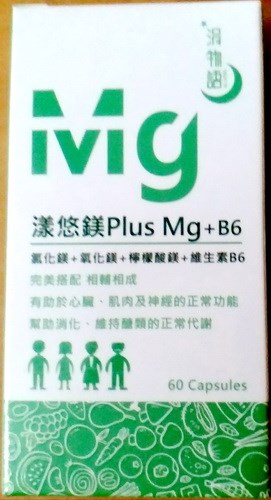 汎物語
Mg
漾悠鎂Plus Mg+B6
氯化鎂+氧化鎂+檸檬酸鎂+維生素B6
完美搭配 相輔相成
有助於心臟、肌肉及神經的正常功能
幫助消化、維持醣類的正常代謝
60 Capsules